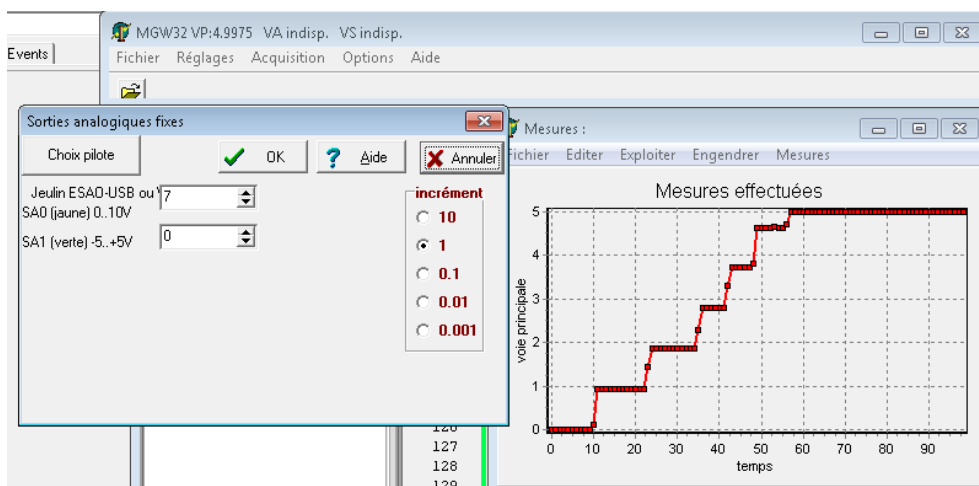 MGW32 VP:4.9975 VA indisp. VS indisp.
Events
Fichier Réglages Acquisition Options Aide
Sorties analogiques fixes
Choix pilote
OK
Aide
Annuler
Jeulin ESAO-USB ou
7
SA0 (jaune) 0..10V
SA1 (verte) -5..+5V
0
incrément
10
1
0.1
0.01
0.001
Mesures :
Fichier Editer Exploiter Engendrer Mesures
Mesures effectuées
voie principale
5
4
3
2
1
0
0 10 20 30 40 50 60 70 80 90
temps
126
127
128
129